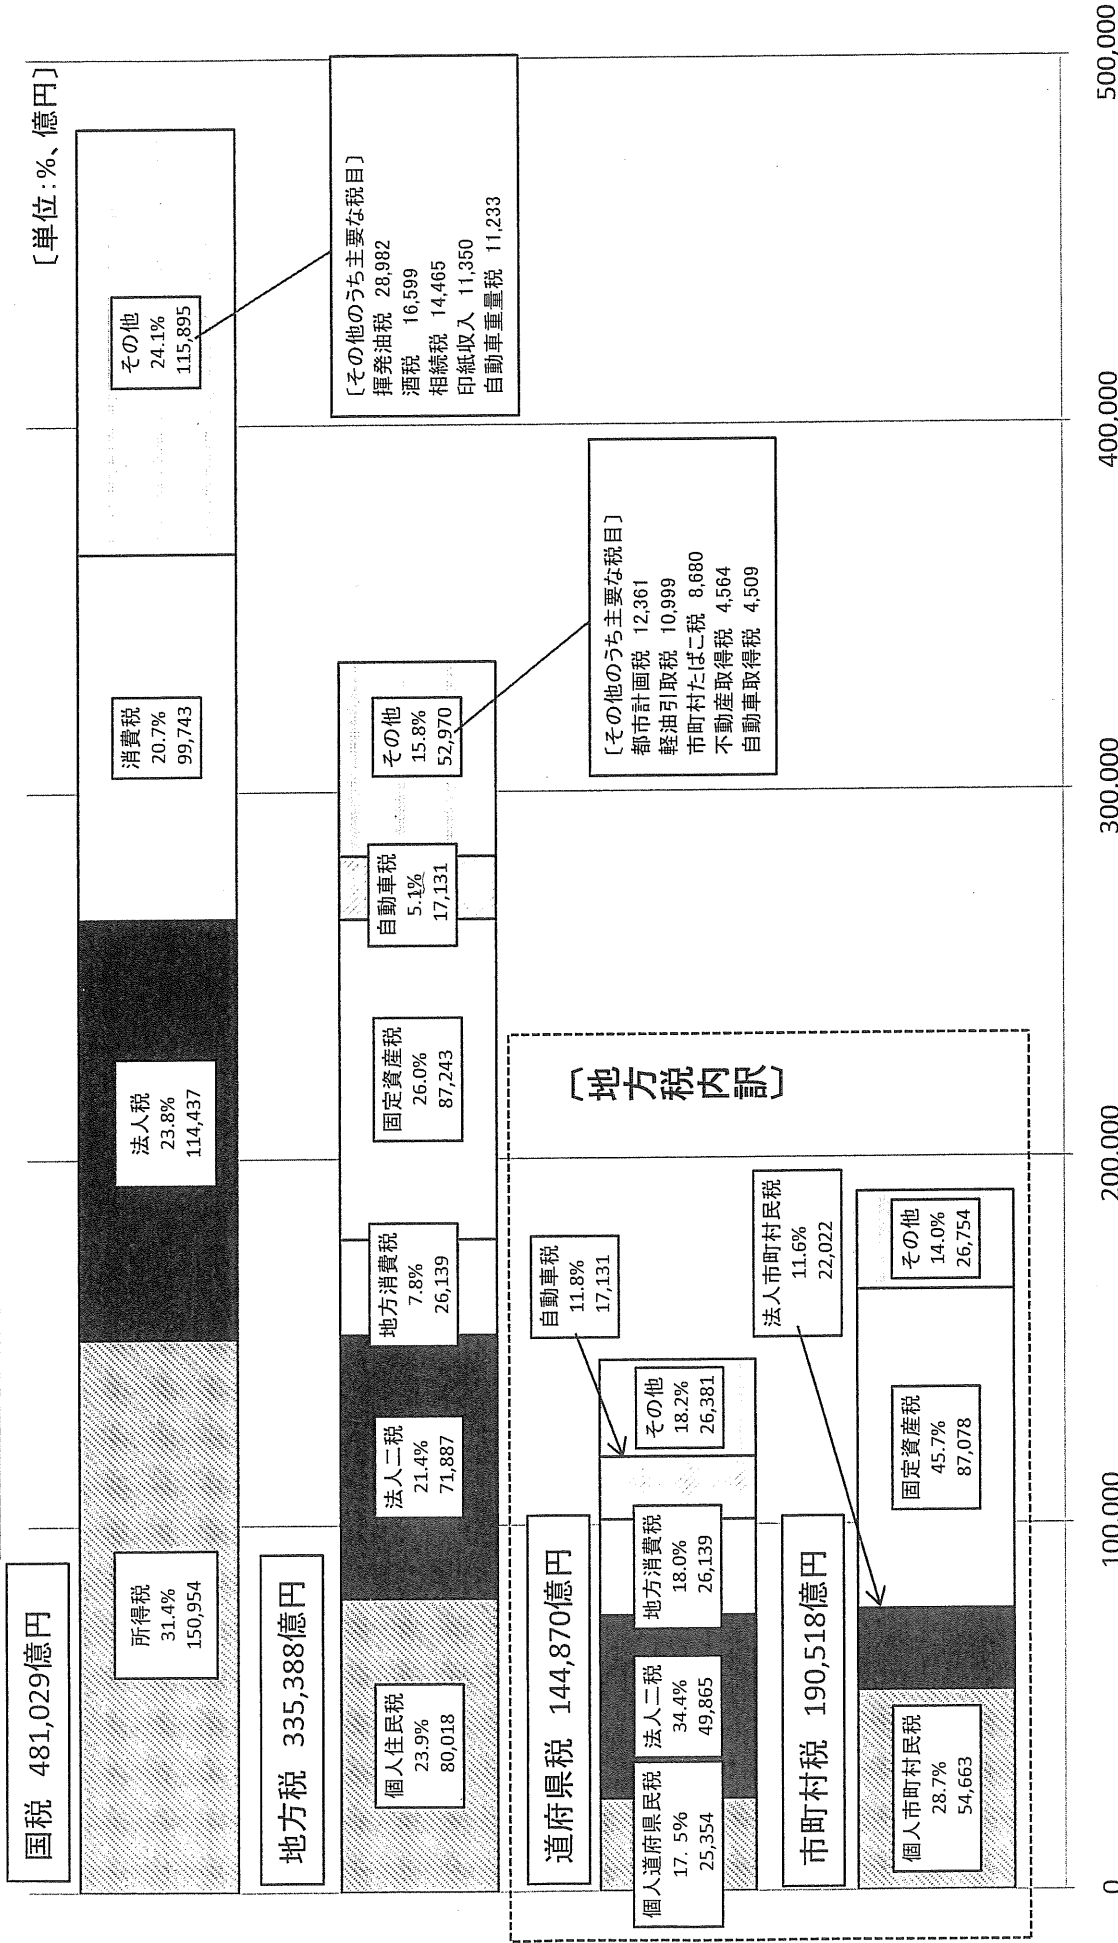 [単位:%、億円]
国税 481,029億円
所得税
31.4%
150,954
法人税
23.8%
114,437
消費税
20.7%
99,743
その他
24.1%
115,895
[その他のうち主要な税目]
揮発油税 28,982
酒税 16,599
相続税 14,465
印紙収入 11,350
自動車重量税 11,233
地方税 335,388億円
個人住民税
23.9%
80,018
法人二税
21.4%
71,887
地方消費税
7.8%
26,139
固定資産税
26.0%
87,243
自動車税
5.1%
17,131
その他
15.8%
52,970
[その他のうち主要な税目]
都市計画税 12,361
軽油引取税 10,999
市町村たばこ税 8,680
不動産取得税 4,564
自動車取得税 4,509
〔地方税内訳〕
道府県税 144,870億円
個人道府県民税
17. 5%
25,354
法人二税
34.4%
49,865
地方消費税
18.0%
26,139
自動車税
11.8%
17,131
その他
18.2%
26,381
市町村税 190,518億円
個人市町村民税
28.7%
54,663
法人市町村民税
11.6%
22,022
固定資産税
45.7%
87,078
その他
14.0%
26,754
0
100,000
200,000
300,000
400,000
500,000